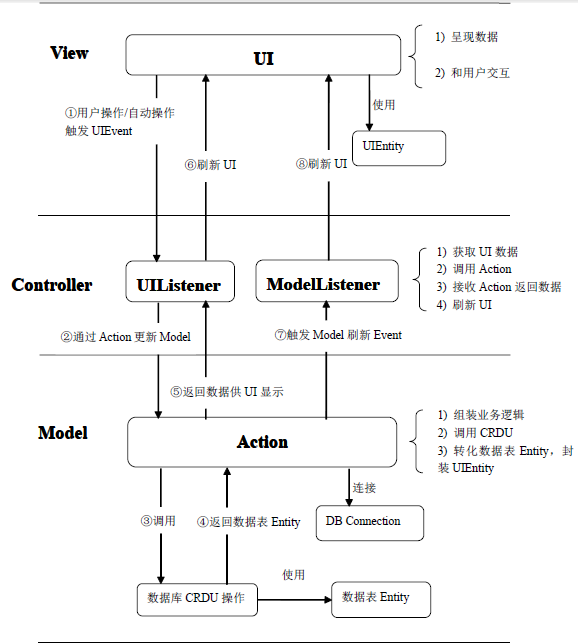 View
UI
1) 呈现数据
2) 和用户交互
①用户操作/自动操作
触发 UIEvent
使用
UIEntity
⑥刷新 UI
⑧刷新 UI
Controller
UIListener
ModelListener
1) 获取 UI 数据
2) 调用 Action
3) 接收 Action 返回数据
4) 刷新 UI
②通过 Action 更新 Model
⑦触发 Model 刷新 Event
⑤返回数据供 UI 显示
Model
Action
1) 组装业务逻辑
2) 调用 CRDU
3) 转化数据表 Entity，封
装 UIEntity
连接
③调用
④返回数据表 Entity
DB Connection
使用
数据库 CRDU 操作
数据表 Entity